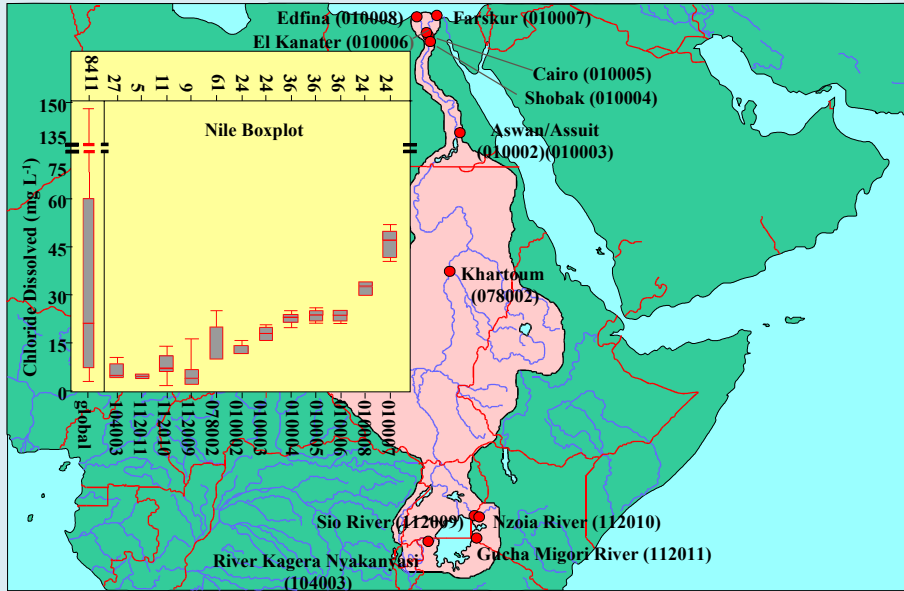 Edfina (010008)
Farskur (010007)
El Kanater (010006)
Cairo (010005)
Shobak (010004)
Aswan/Assuit
(010002)(010003)
Khartoum
(078002)
Sio River (112009)
Nzoia River (112010)
Gucha Migori River (112011)
River Kagera Nyakanyasi
(104003)
8411
27
5
11
9
61
24
24
36
36
36
24
24
Nile Boxplot
Chloride Dissolved (mg L⁻¹)
150
135
75
60
45
30
15
0
global
104003
112011
112010
112009
078002
010002
010003
010004
010005
010006
010008
010007